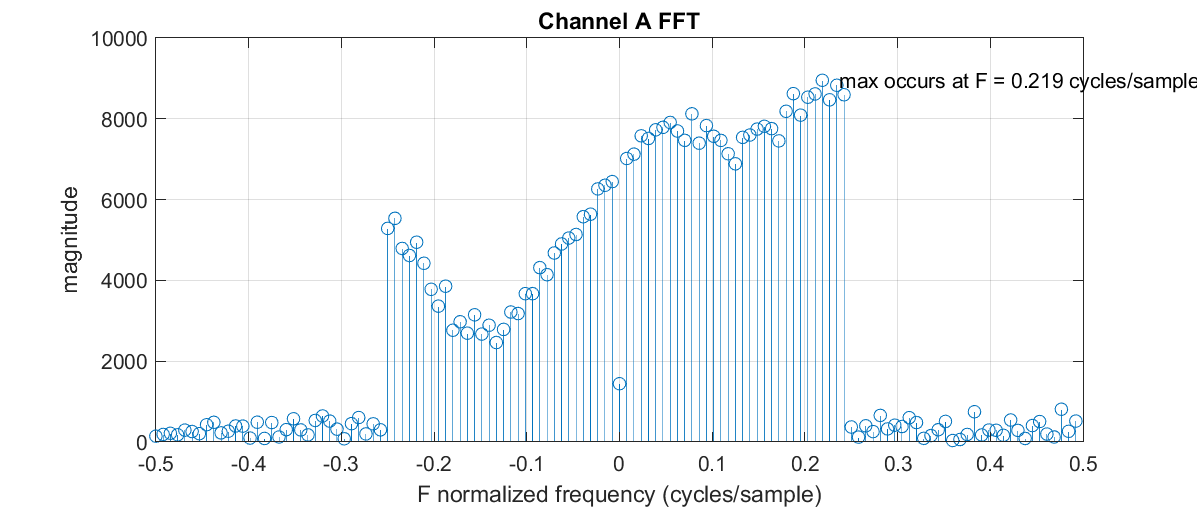 Channel A FFT
10000
8000
6000
4000
2000
0
magnitude
max occurs at F = 0.219 cycles/sample
-0.5 -0.4 -0.3 -0.2 -0.1 0 0.1 0.2 0.3 0.4 0.5
F normalized frequency (cycles/sample)